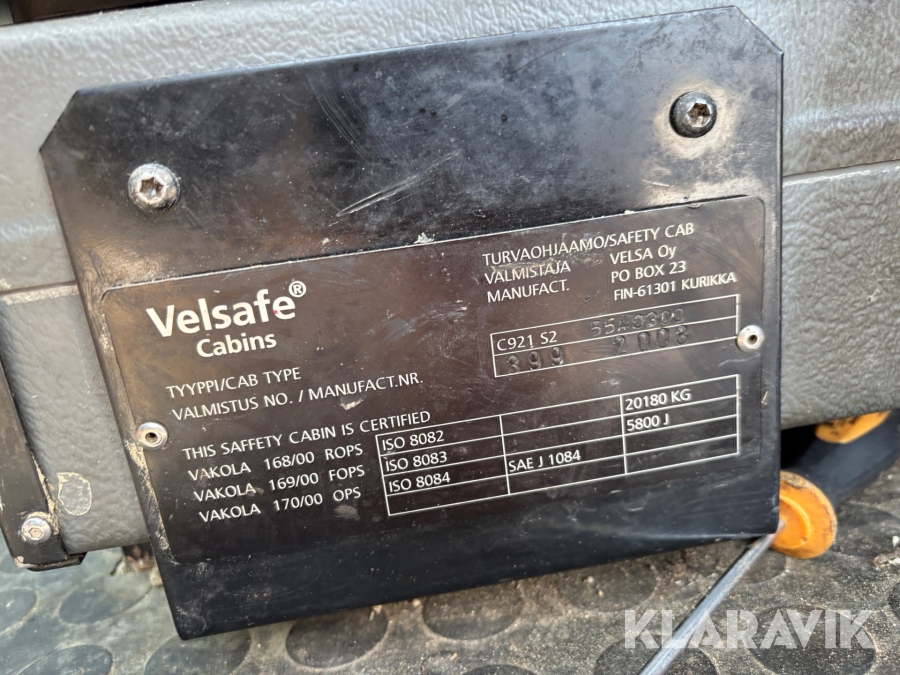 TURVAOHJAAMO/SAFETY CAB
VALMISTAJA VELSA Oy
MANUFACT. PO BOX 23
FIN-61301 KURIKKA
Velsafe®
Cabins
TYYPPI/CAB TYPE C921 S2
VALMISTUS NO. / MANUFACT.NR. 399 2008
THIS SAFFETY CABIN IS CERTIFIED
VAKOLA 168/00 ROPS ISO 8082 20180 KG
VAKOLA 169/00 FOPS ISO 8083 5800 J
VAKOLA 170/00 OPS ISO 8084 SAE J 1084
KLARAVIK